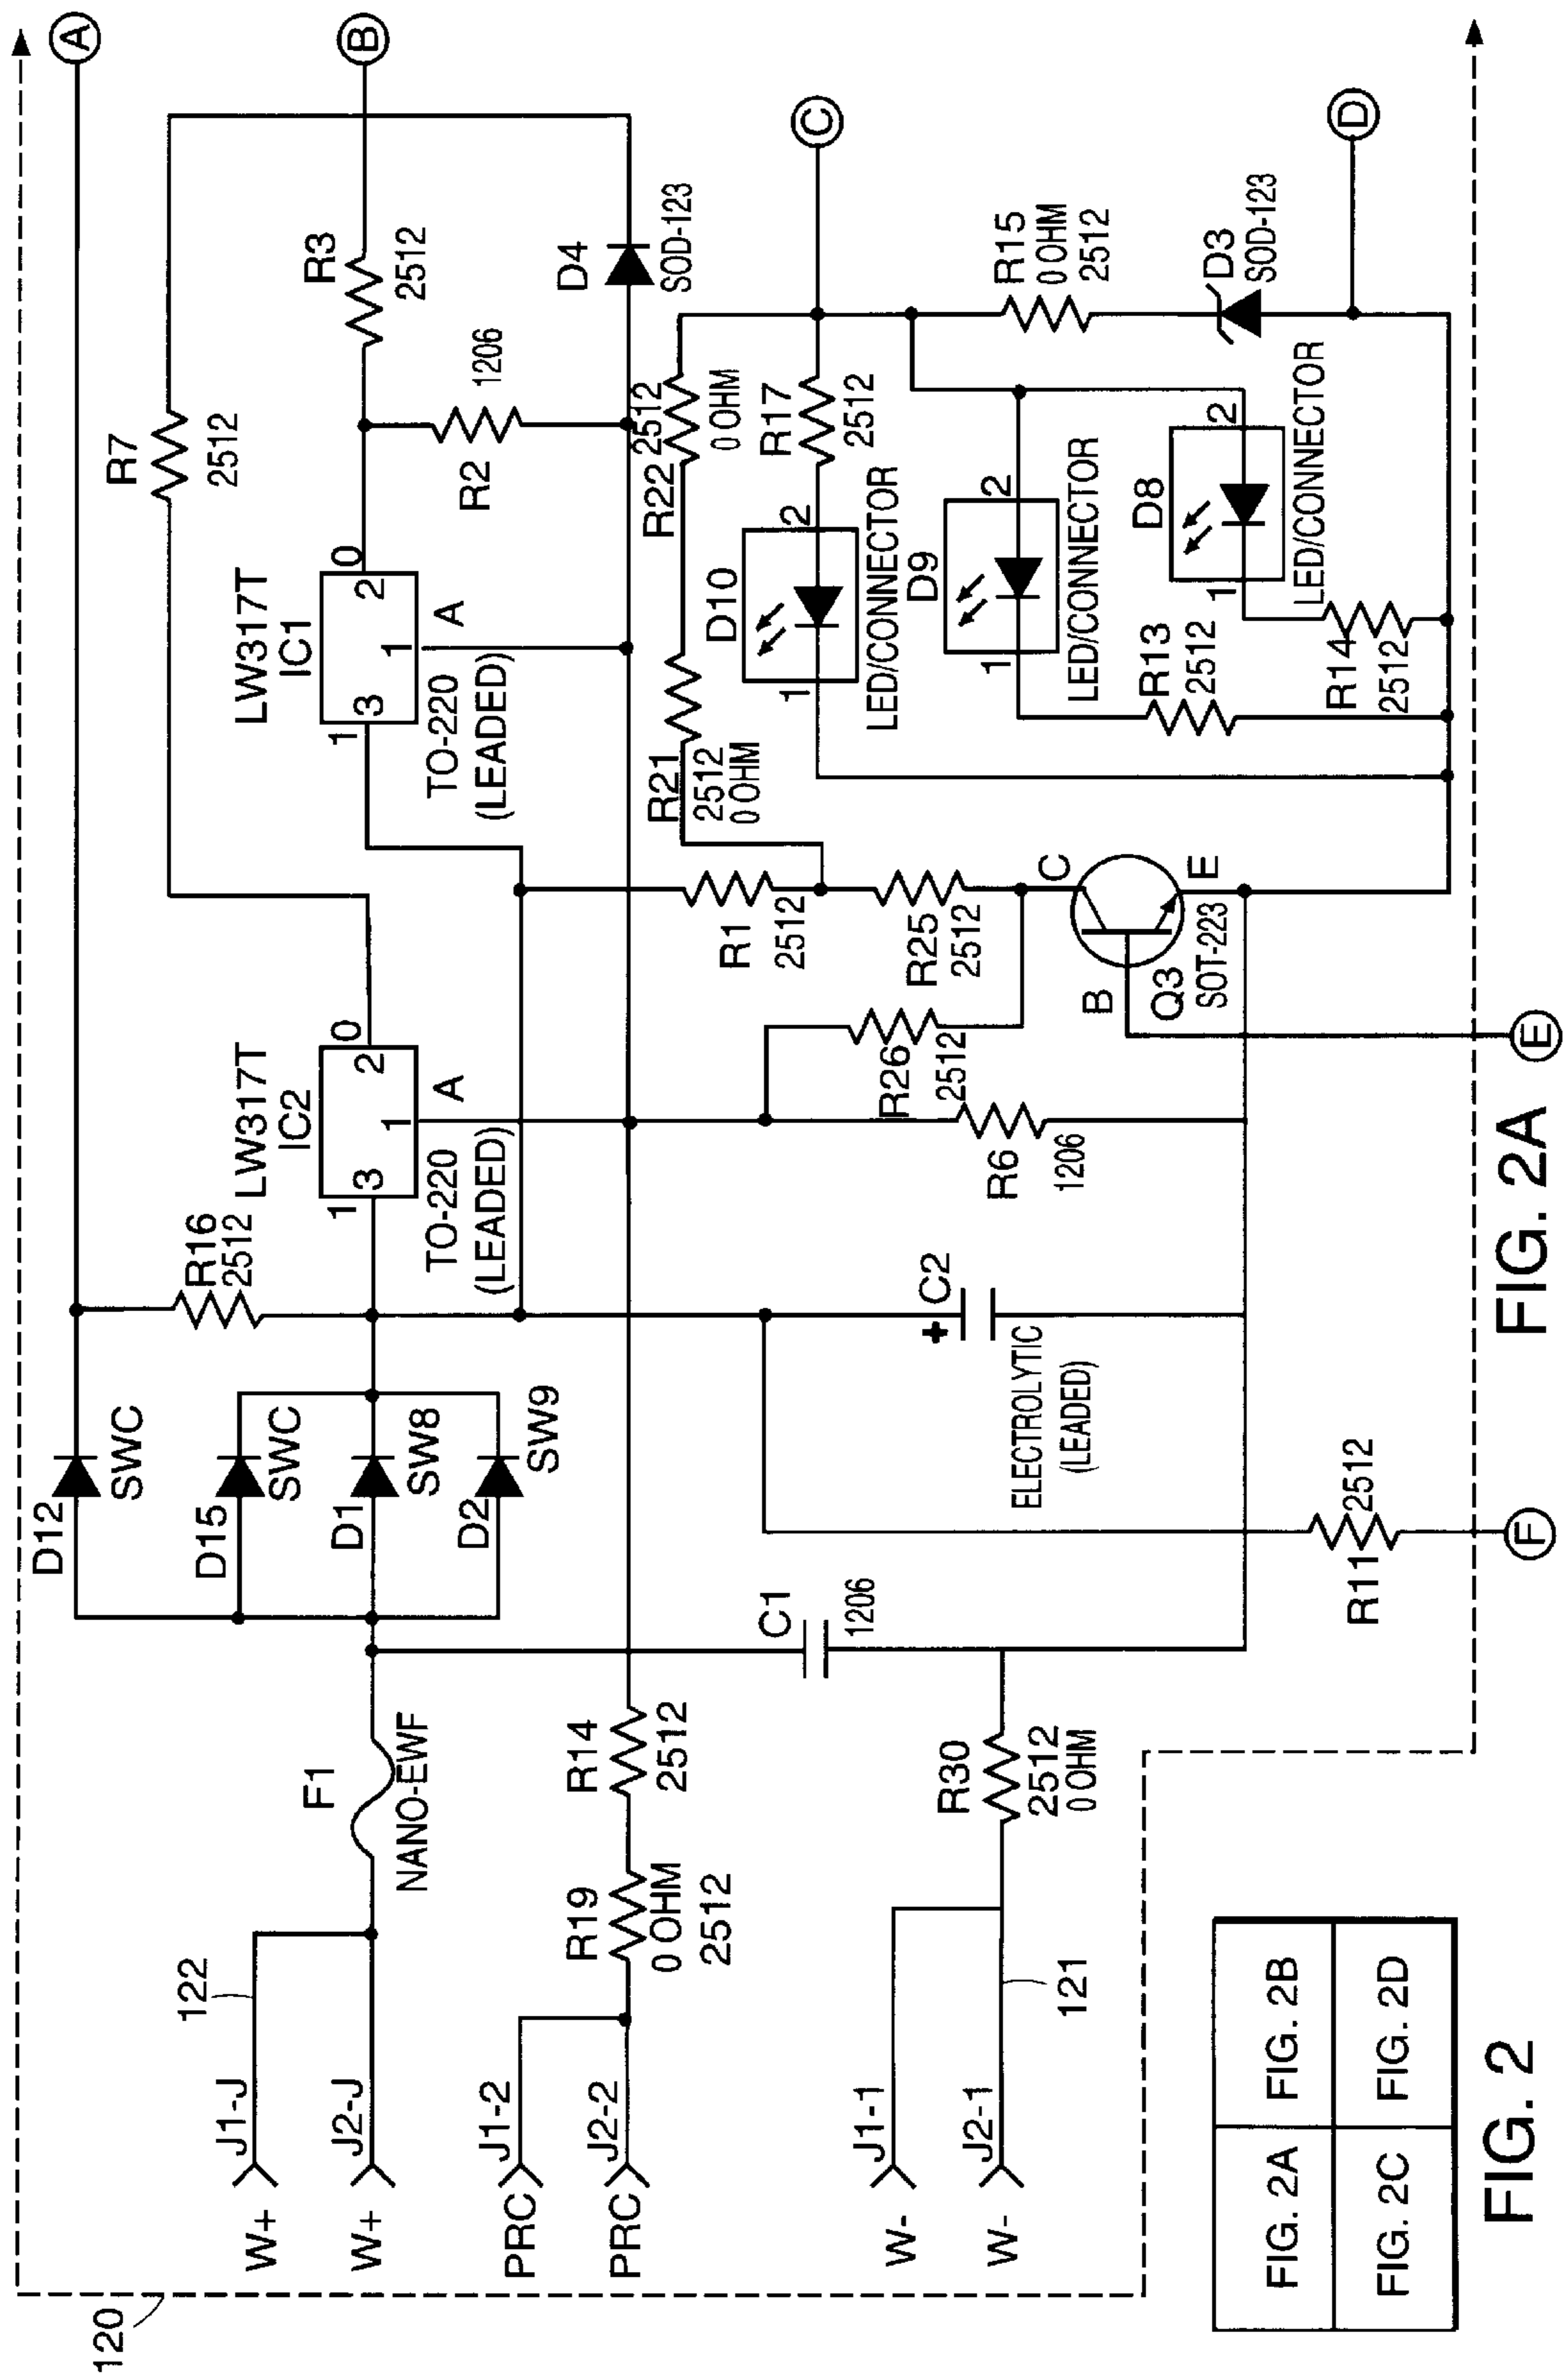 120
W+
J1-J
122
W+
J2-J
F1
NANO-EWF
PRC
J1-2
PRC
J2-2
R19
0 OHM
2512
R14
2512
W-
J1-1
W-
J2-1
121
R30
2512
0 OHM
C1
1206
D12
SWC
D15
SWC
D1
SW8
D2
SW9
R16
2512
C2
+
ELECTROLYTIC
(LEADED)
R11
2512
F
LW317T
IC2
1
3
2
0
1
A
TO-220
(LEADED)
R6
1206
R26
2512
R1
2512
R25
2512
B
C
E
Q3
SOT-223
E
R7
2512
LW317T
IC1
1
3
2
0
1
A
TO-220
(LEADED)
R2
1206
R3
2512
D4
SOD-123
R21
2512
0 OHM
R22
2512
0 OHM
D10
1
2
LED/CONNECTOR
R17
2512
D9
1
2
LED/CONNECTOR
R13
2512
D8
1
2
LED/CONNECTOR
R14
2512
R15
0 OHM
2512
D3
SOD-123
A
B
C
D
FIG. 2A
FIG. 2A
FIG. 2B
FIG. 2C
FIG. 2D
FIG. 2